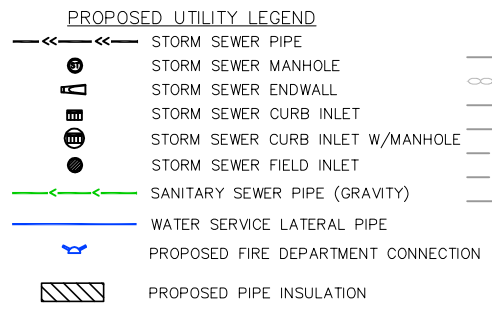 PROPOSED UTILITY LEGEND
STORM SEWER PIPE
ST STORM SEWER MANHOLE
STORM SEWER ENDWALL
STORM SEWER CURB INLET
STORM SEWER CURB INLET W/MANHOLE
STORM SEWER FIELD INLET
SANITARY SEWER PIPE (GRAVITY)
WATER SERVICE LATERAL PIPE
PROPOSED FIRE DEPARTMENT CONNECTION
PROPOSED PIPE INSULATION